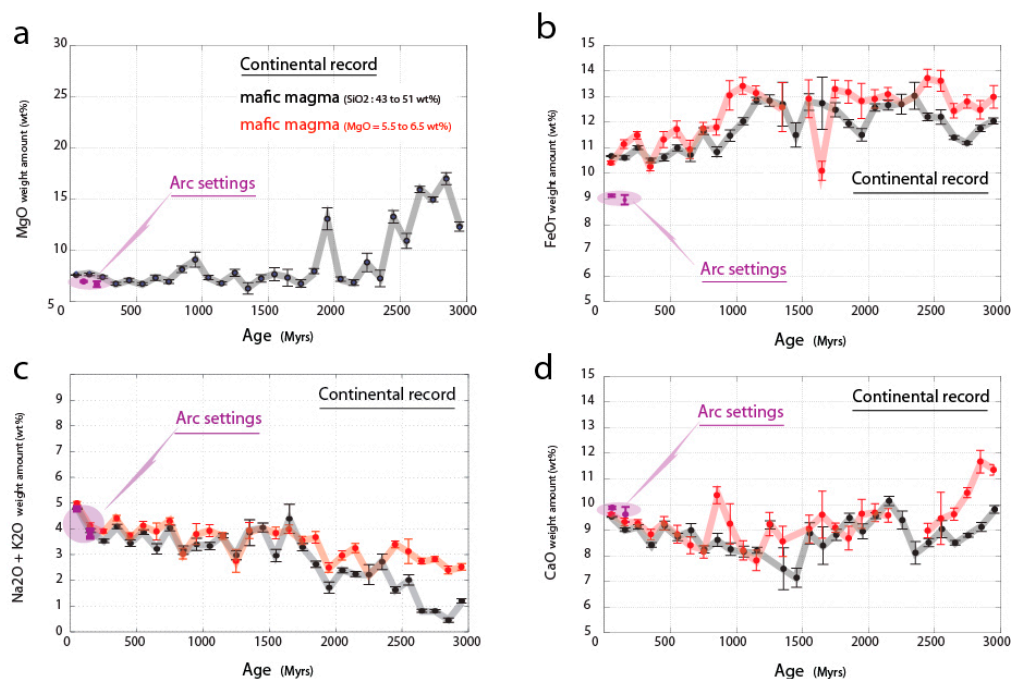 a
MgO weight amount (wt%)
30
25
20
15
10
5
Continental record
mafic magma (SiO2 : 43 to 51 wt%)
mafic magma (MgO = 5.5 to 6.5 wt%)
Arc settings
0 500 1000 1500 2000 2500 3000
Age (Myrs)
b
FeOT weight amount (wt%)
15
14
13
12
11
10
9
8
7
6
5
Continental record
Arc settings
0 500 1000 1500 2000 2500 3000
Age (Myrs)
c
Na2O + K2O weight amount (wt%)
9
8
7
6
5
4
3
2
1
0
Continental record
Arc settings
0 500 1000 1500 2000 2500 3000
Age (Myrs)
d
CaO weight amount (wt%)
15
14
13
12
11
10
9
8
7
6
5
Continental record
Arc settings
0 500 1000 1500 2000 2500 3000
Age (Myrs)